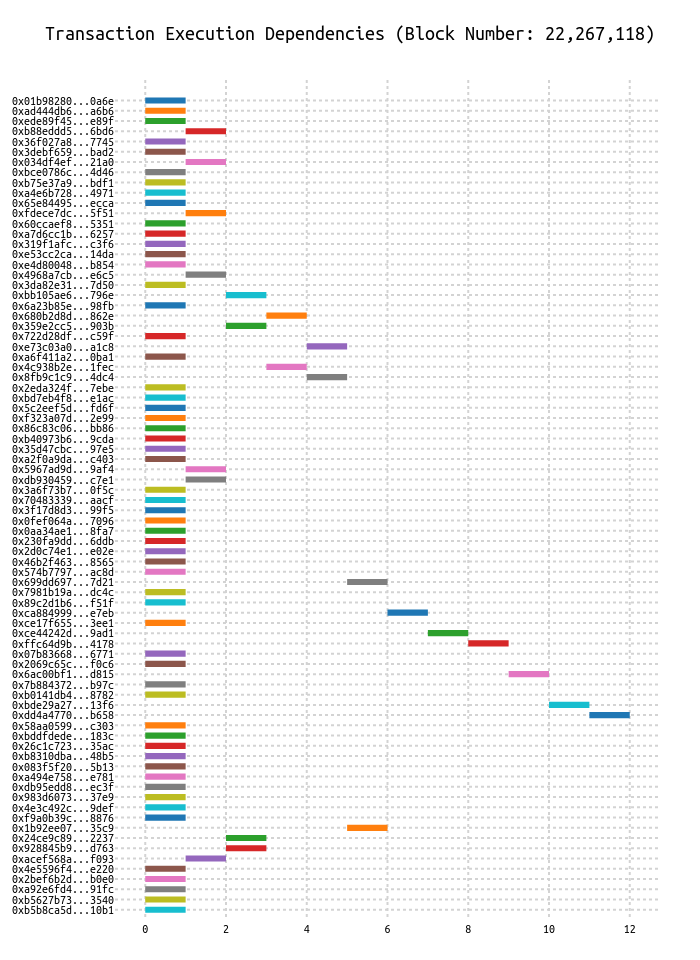 Transaction Execution Dependencies (Block Number: 22,267,118)
0x01b98280...0a6e
0xad444db6...a6b6
0xede89f45...e89f
0xb88eddd5...6bd6
0x36f027a8...7745
0x3debf659...bad2
0x034df4ef...21a0
0xbce0786c...4d46
0xb75e37a9...bdf1
0xa4e6b728...4971
0x65e84495...ecca
0xfdece7dc...5f51
0x60ccaef8...5351
0xa7d6cc1b...6257
0x319f1afc...c3f6
0xe53cc2ca...14da
0xe4d80048...b854
0x4968a7cb...e6c5
0x3da82e31...7d50
0xbb105ae6...796e
0x6a23b85e...98fb
0x680b2d8d...862e
0x359e2cc5...903b
0x722d28df...c59f
0xe73c03a0...a1c8
0xa6f411a2...0ba1
0x4c938b2e...1fec
0x8fb9c1c9...4dc4
0x2eda324f...7ebe
0xbd7eb4f8...e1ac
0x5c2eef5d...fd6f
0xf323a07d...2e99
0x86c83c06...bb86
0xb40973b6...9cda
0x35d47cbc...97e5
0xa2f0a9da...c403
0x5967ad9d...9af4
0xdb930459...c7e1
0x3a6f73b7...0f5c
0x70483339...aacf
0x3f17d8d3...99f5
0x0fef064a...7096
0x0aa34ae1...8fa7
0x230fa9dd...6ddb
0x2d0c74e1...e02e
0x46b2f463...8565
0x574b7797...ac8d
0x699dd697...7d21
0x7981b19a...dc4c
0x89c2d1b6...f51f
0xca884999...e7eb
0xce17f655...3ee1
0xce44242d...9ad1
0xffc64d9b...4178
0x07b83668...6771
0x2069c65c...f0c6
0x6ac00bf1...d815
0x7b884372...b97c
0xb0141db4...8782
0xbde29a27...13f6
0xdd4a4770...b658
0x58aa0599...c303
0xbddfdede...183c
0x26c1c723...35ac
0xb8310dba...48b5
0x083f5f20...5b13
0xa494e758...e781
0xdb95edd8...ec3f
0x983d6073...37e9
0x4e3c492c...9def
0xf9a0b39c...8876
0x1b92ee07...35c9
0x24ce9c89...2237
0x928845b9...d763
0xacef568a...f093
0x4e5596f4...e220
0x2bef6b2d...b0e0
0xa92e6fd4...91fc
0xb5627b73...3540
0xb5b8ca5d...10b1
0 2 4 6 8 10 12